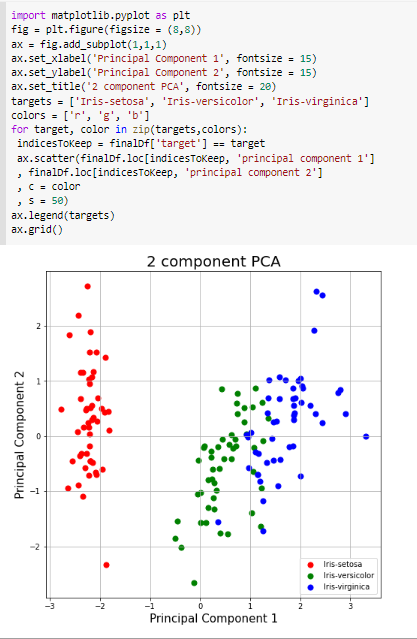 import matplotlib.pyplot as plt
fig = plt.figure(figsize = (8,8))
ax = fig.add_subplot(1,1,1)
ax.set_xlabel('Principal Component 1', fontsize = 15)
ax.set_ylabel('Principal Component 2', fontsize = 15)
ax.set_title('2 component PCA', fontsize = 20)
targets = ['Iris-setosa', 'Iris-versicolor', 'Iris-virginica']
colors = ['r', 'g', 'b']
for target, color in zip(targets,colors):
 indicesToKeep = finalDf['target'] == target
 ax.scatter(finalDf.loc[indicesToKeep, 'principal component 1']
 , finalDf.loc[indicesToKeep, 'principal component 2']
 , c = color
 , s = 50)
ax.legend(targets)
ax.grid()
2 component PCA
Principal Component 2
2
1
0
−1
−2
Iris-setosa
Iris-versicolor
Iris-virginica
−3 −2 −1 0 1 2 3
Principal Component 1